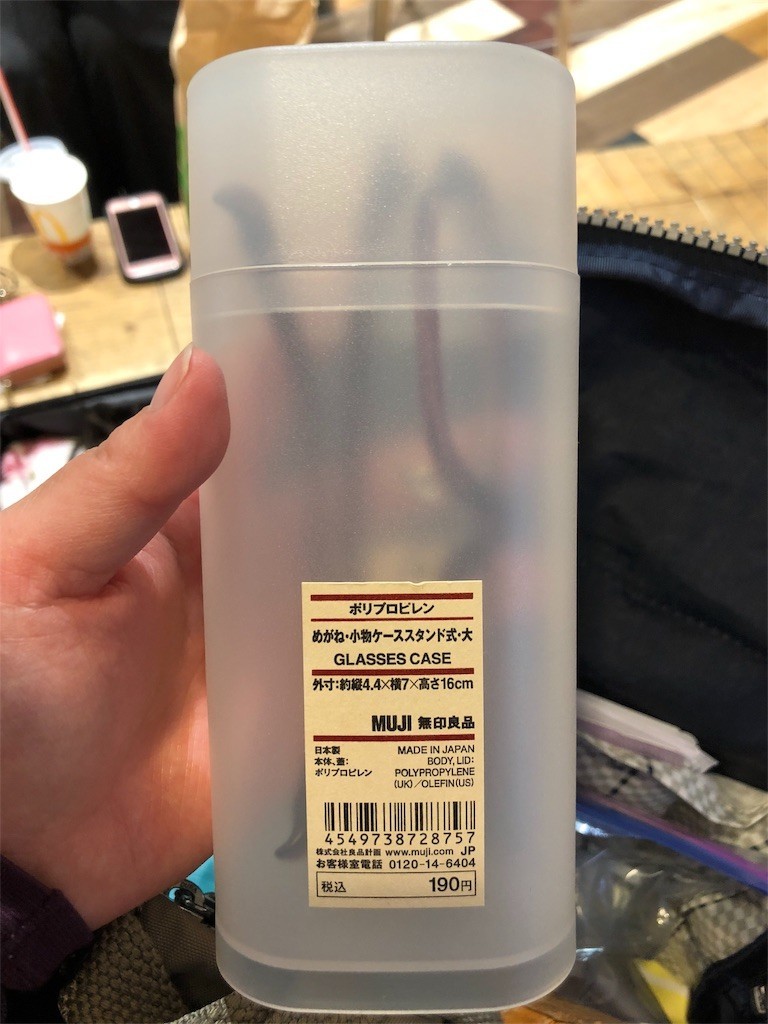 ポリプロピレン
めがね・小物ケーススタンド式・大
GLASSES CASE
外寸:約縦4.4×横7×高さ16cm
MUJI 無印良品
日本製 MADE IN JAPAN
本体、蓋: BODY, LID:
ポリプロピレン POLYPROPYLENE
(UK)/OLEFIN(US)
4549738728757
株式会社良品計画 www.muji.com JP
お客様室電話 0120-14-6404
税込 190円